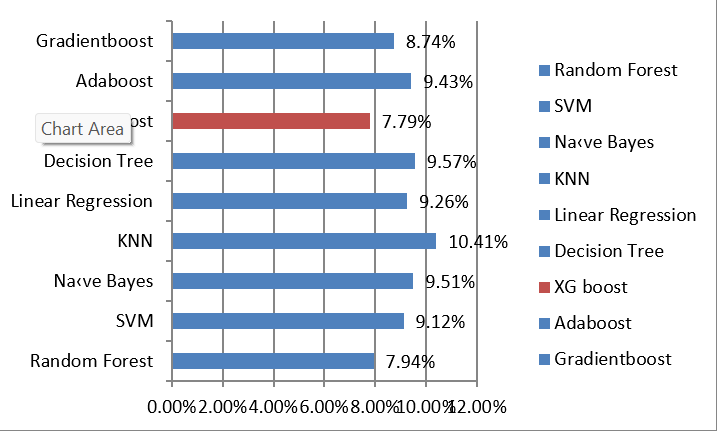 Gradientboost 8.74%
Adaboost 9.43%
Chart Area ost 7.79%
Decision Tree 9.57%
Linear Regression 9.26%
KNN 10.41%
Na‹ve Bayes 9.51%
SVM 9.12%
Random Forest 7.94%
0.00% 2.00% 4.00% 6.00% 8.00% 10.00% 12.00%
Random Forest
SVM
Na‹ve Bayes
KNN
Linear Regression
Decision Tree
XG boost
Adaboost
Gradientboost